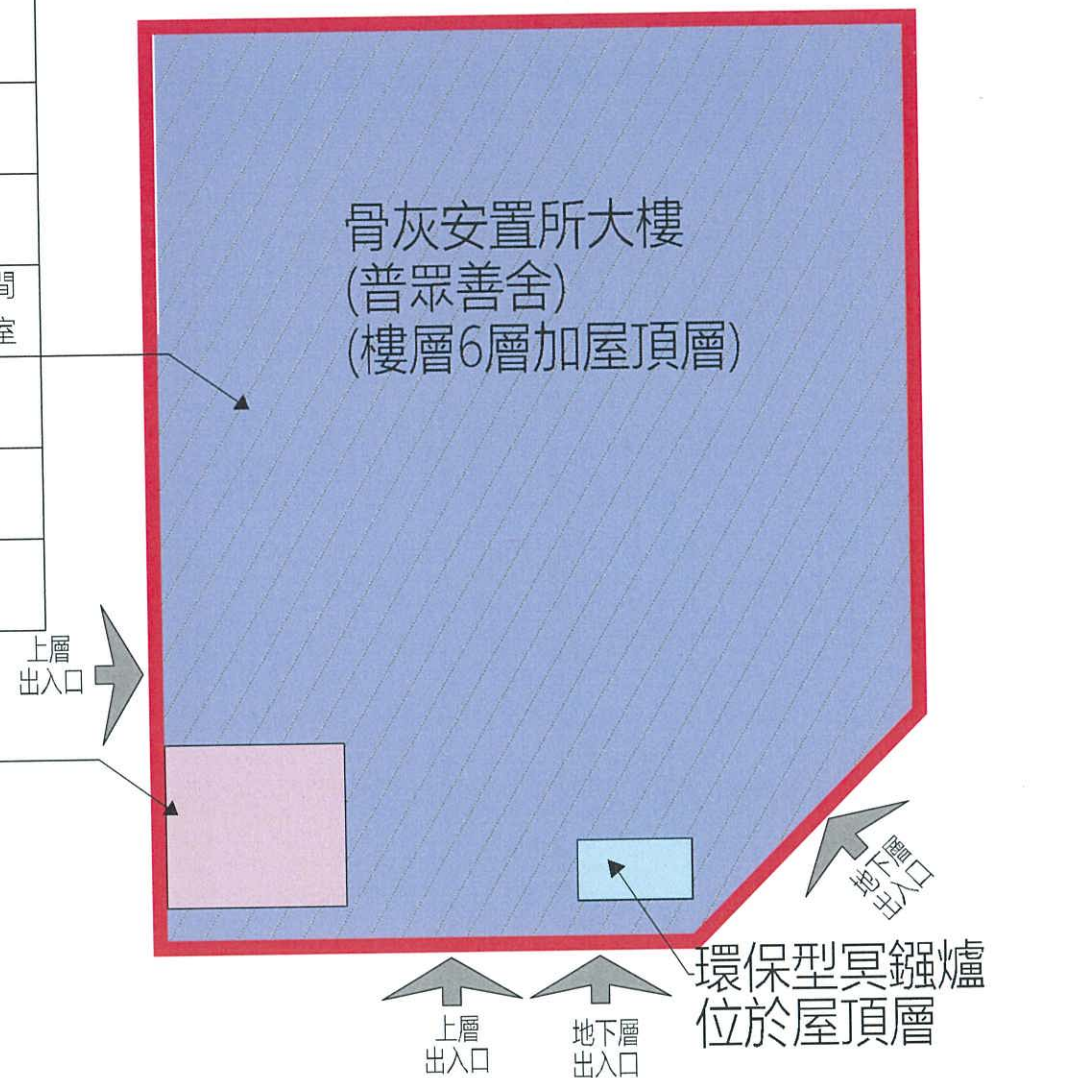 骨灰安置所大樓
(普眾善舍)
(樓層6層加屋頂層)
間
室
上層
出入口
地下層
出入口
環保型冥鏹爐
位於屋頂層
上層
出入口
地下層
出入口